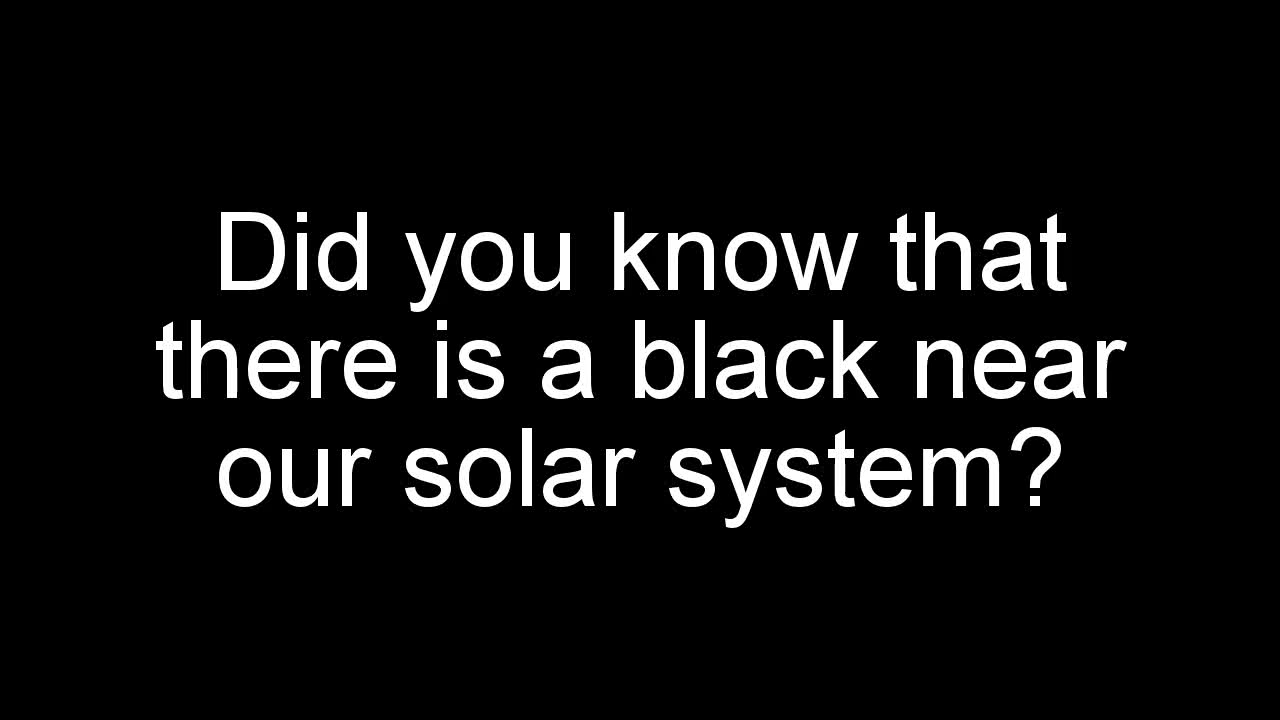 Did you know that
there is a black near
our solar system?